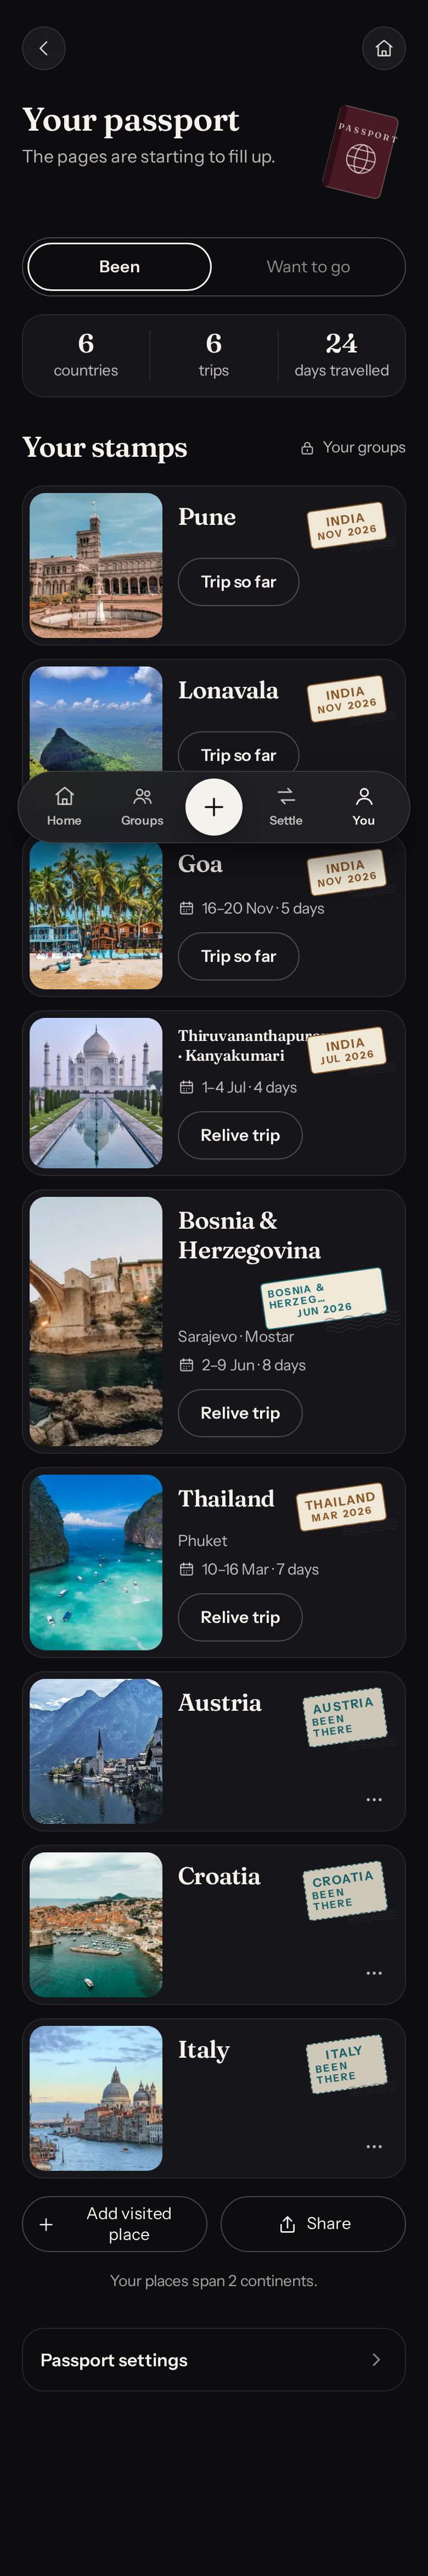 Your passport
The pages are starting to fill up.
PASSPORT
Been
Want to go
6
countries
6
trips
24
days travelled
Your stamps
Your groups
Pune
INDIA
NOV 2026
Trip so far
Lonavala
INDIA
NOV 2026
Trip so far
Home
Groups
Settle
You
Goa
INDIA
NOV 2026
16–20 Nov · 5 days
Trip so far
· Kanyakumari
INDIA
JUL 2026
1–4 Jul · 4 days
Relive trip
Bosnia &
Herzegovina
BOSNIA &
HERZEG…
JUN 2026
Sarajevo · Mostar
2–9 Jun · 8 days
Relive trip
Thailand
THAILAND
MAR 2026
Phuket
10–16 Mar · 7 days
Relive trip
Austria
AUSTRIA
BEEN
THERE
Croatia
CROATIA
BEEN
THERE
Italy
ITALY
BEEN
THERE
Add visited
place
Share
Your places span 2 continents.
Passport settings